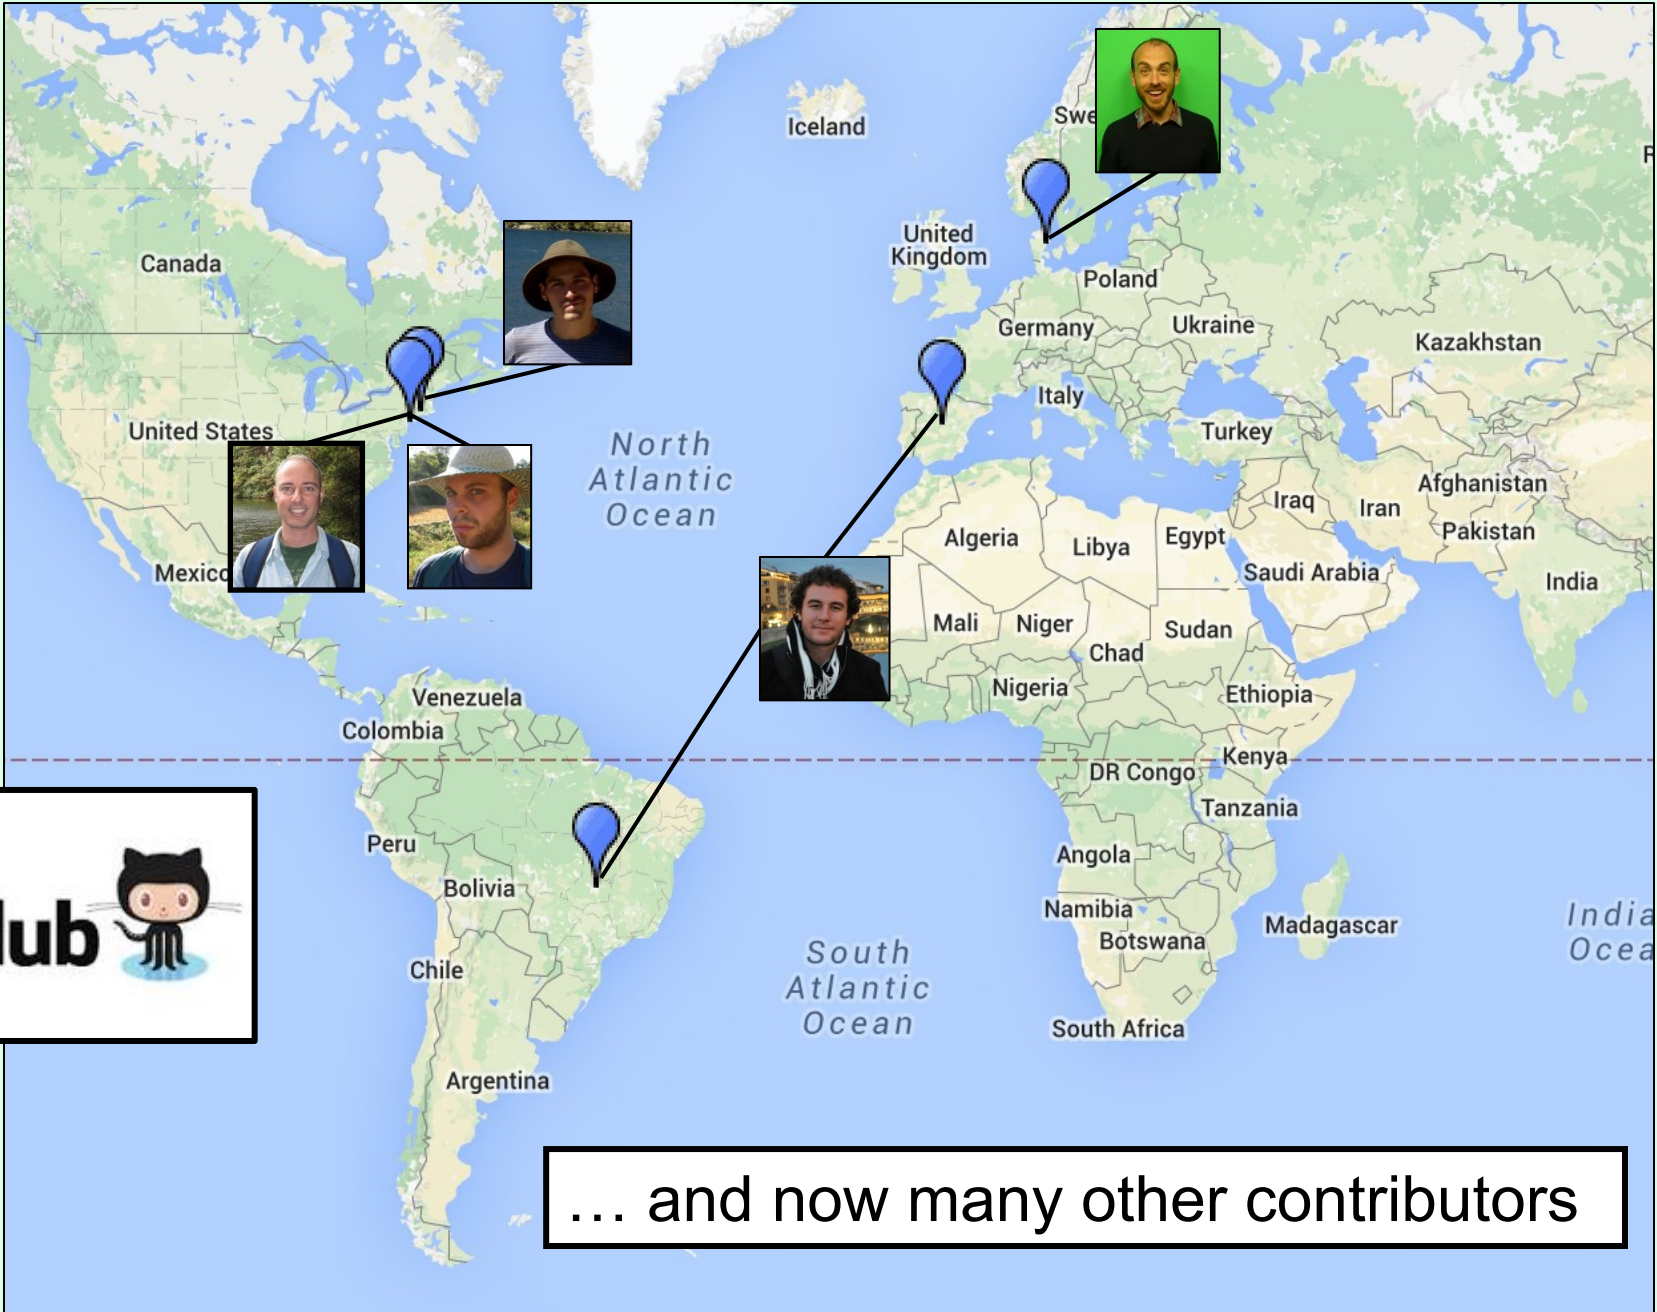 Iceland
Swe
United
Kingdom
Canada
Poland
Germany
Ukraine
Kazakhstan
Italy
United States
Turkey
North
Atlantic
Ocean
Afghanistan
Iraq
Iran
Pakistan
Algeria
Libya
Egypt
Mexico
Saudi Arabia
India
Mali
Niger
Sudan
Chad
Nigeria
Ethiopia
Venezuela
Colombia
Kenya
DR Congo
Tanzania
Peru
Angola
Bolivia
Namibia
Madagascar
India
Ocea
Botswana
lub
South
Atlantic
Ocean
Chile
South Africa
Argentina
… and now many other contributors